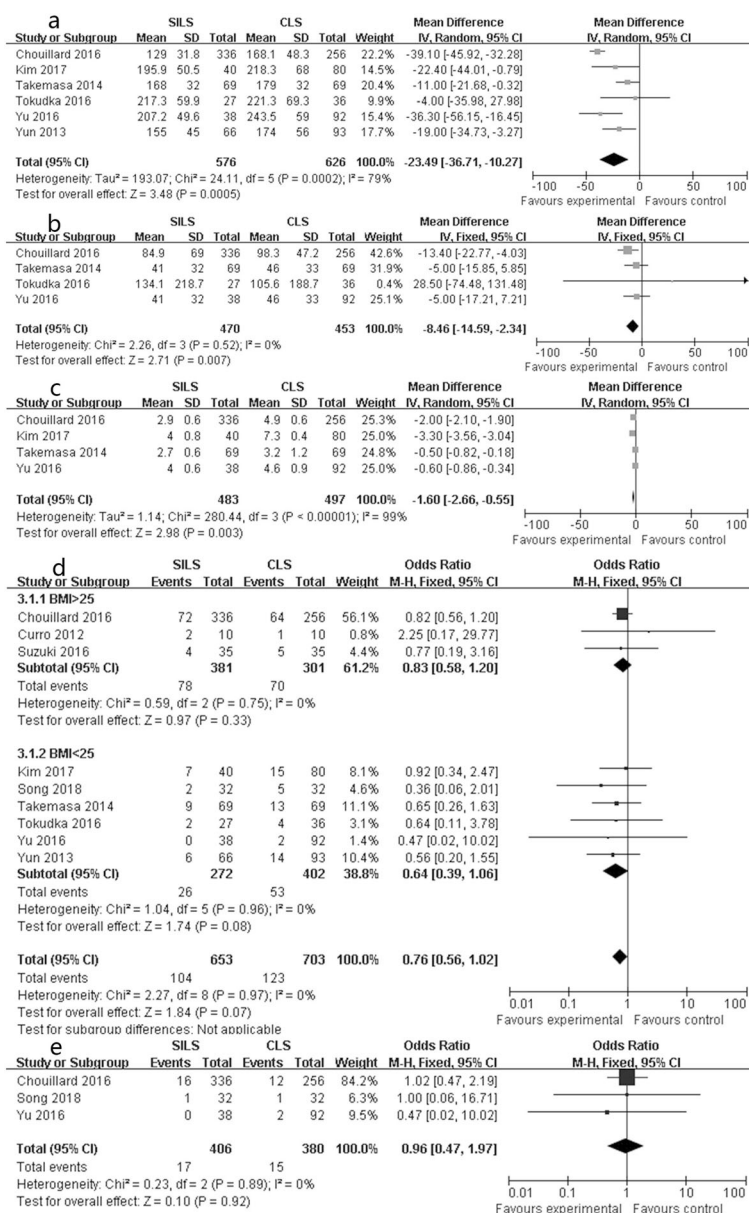 a
SILS CLS Mean Difference Mean Difference
Study or Subgroup Mean SD Total Mean SD Total Weight IV, Random, 95% CI IV, Random, 95% CI
Chouillard 2016 129 31.8 336 168.1 48.3 256 22.2% -39.10 [-45.92, -32.28]
Kim 2017 195.9 50.5 40 218.3 68 80 14.5% -22.40 [-44.01, -0.79]
Takemasa 2014 168 32 69 179 32 69 20.4% -11.00 [-21.68, -0.32]
Tokudka 2016 217.3 59.9 27 221.3 69.3 36 9.9% -4.00 [-35.98, 27.98]
Yu 2016 207.2 49.6 38 243.5 59 92 15.2% -36.30 [-56.15, -16.45]
Yun 2013 155 45 66 174 56 93 17.7% -19.00 [-34.73, -3.27]
Total (95% CI) 576 626 100.0% -23.49 [-36.71, -10.27]
Heterogeneity: Tau² = 193.07; Chi² = 24.11, df = 5 (P = 0.0002); I² = 79%
Test for overall effect: Z = 3.48 (P = 0.0005)
-100 -50 0 50 100
Favours experimental Favours control
b
SILS CLS Mean Difference Mean Difference
Study or Subgroup Mean SD Total Mean SD Total Weight IV, Fixed, 95% CI IV, Fixed, 95% CI
Chouillard 2016 84.9 69 336 98.3 47.2 256 42.6% -13.40 [-22.77, -4.03]
Takemasa 2014 41 32 69 46 33 69 31.9% -5.00 [-15.85, 5.85]
Tokudka 2016 134.1 218.7 27 105.6 188.7 36 0.4% 28.50 [-74.48, 131.48]
Yu 2016 41 32 38 46 33 92 25.1% -5.00 [-17.21, 7.21]
Total (95% CI) 470 453 100.0% -8.46 [-14.59, -2.34]
Heterogeneity: Chi² = 2.26, df = 3 (P = 0.52); I² = 0%
Test for overall effect: Z = 2.71 (P = 0.007)
-100 -50 0 50 100
Favours experimental Favours control
c
SILS CLS Mean Difference Mean Difference
Study or Subgroup Mean SD Total Mean SD Total Weight IV, Random, 95% CI IV, Random, 95% CI
Chouillard 2016 2.9 0.6 336 4.9 0.6 256 25.3% -2.00 [-2.10, -1.90]
Kim 2017 4 0.8 40 7.3 0.4 80 25.0% -3.30 [-3.56, -3.04]
Takemasa 2014 2.7 0.6 69 3.2 1.2 69 24.8% -0.50 [-0.82, -0.18]
Yu 2016 4 0.6 38 4.6 0.9 92 25.0% -0.60 [-0.86, -0.34]
Total (95% CI) 483 497 100.0% -1.60 [-2.66, -0.55]
Heterogeneity: Tau² = 1.14; Chi² = 280.44, df = 3 (P < 0.00001); I² = 99%
Test for overall effect: Z = 2.98 (P = 0.003)
-100 -50 0 50 100
Favours experimental Favours control
d
SILS CLS Odds Ratio Odds Ratio
Study or Subgroup Events Total Events Total Weight M-H, Fixed, 95% CI M-H, Fixed, 95% CI
3.1.1 BMI>25
Chouillard 2016 72 336 64 256 56.1% 0.82 [0.56, 1.20]
Curro 2012 2 10 1 10 0.8% 2.25 [0.17, 29.77]
Suzuki 2016 4 35 5 35 4.4% 0.77 [0.19, 3.16]
Subtotal (95% CI) 381 301 61.2% 0.83 [0.58, 1.20]
Total events 78 70
Heterogeneity: Chi² = 0.59, df = 2 (P = 0.75); I² = 0%
Test for overall effect: Z = 0.97 (P = 0.33)
3.1.2 BMI<25
Kim 2017 7 40 15 80 8.1% 0.92 [0.34, 2.47]
Song 2018 2 32 5 32 4.6% 0.36 [0.06, 2.01]
Takemasa 2014 9 69 13 69 11.1% 0.65 [0.26, 1.63]
Tokudka 2016 2 27 4 36 3.1% 0.64 [0.11, 3.78]
Yu 2016 0 38 2 92 1.4% 0.47 [0.02, 10.02]
Yun 2013 6 66 14 93 10.4% 0.56 [0.20, 1.55]
Subtotal (95% CI) 272 402 38.8% 0.64 [0.39, 1.06]
Total events 26 53
Heterogeneity: Chi² = 1.04, df = 5 (P = 0.96); I² = 0%
Test for overall effect: Z = 1.74 (P = 0.08)
Total (95% CI) 653 703 100.0% 0.76 [0.56, 1.02]
Total events 104 123
Heterogeneity: Chi² = 2.27, df = 8 (P = 0.97); I² = 0%
Test for overall effect: Z = 1.84 (P = 0.07)
Test for subgroup differences: Not applicable
0.01 0.1 1 10 100
Favours experimental Favours control
e
SILS CLS Odds Ratio Odds Ratio
Study or Subgroup Events Total Events Total Weight M-H, Fixed, 95% CI M-H, Fixed, 95% CI
Chouillard 2016 16 336 12 256 84.2% 1.02 [0.47, 2.19]
Song 2018 1 32 1 32 6.3% 1.00 [0.06, 16.71]
Yu 2016 0 38 2 92 9.5% 0.47 [0.02, 10.02]
Total (95% CI) 406 380 100.0% 0.96 [0.47, 1.97]
Total events 17 15
Heterogeneity: Chi² = 0.23, df = 2 (P = 0.89); I² = 0%
Test for overall effect: Z = 0.10 (P = 0.92)
0.01 0.1 1 10 100
Favours experimental Favours control